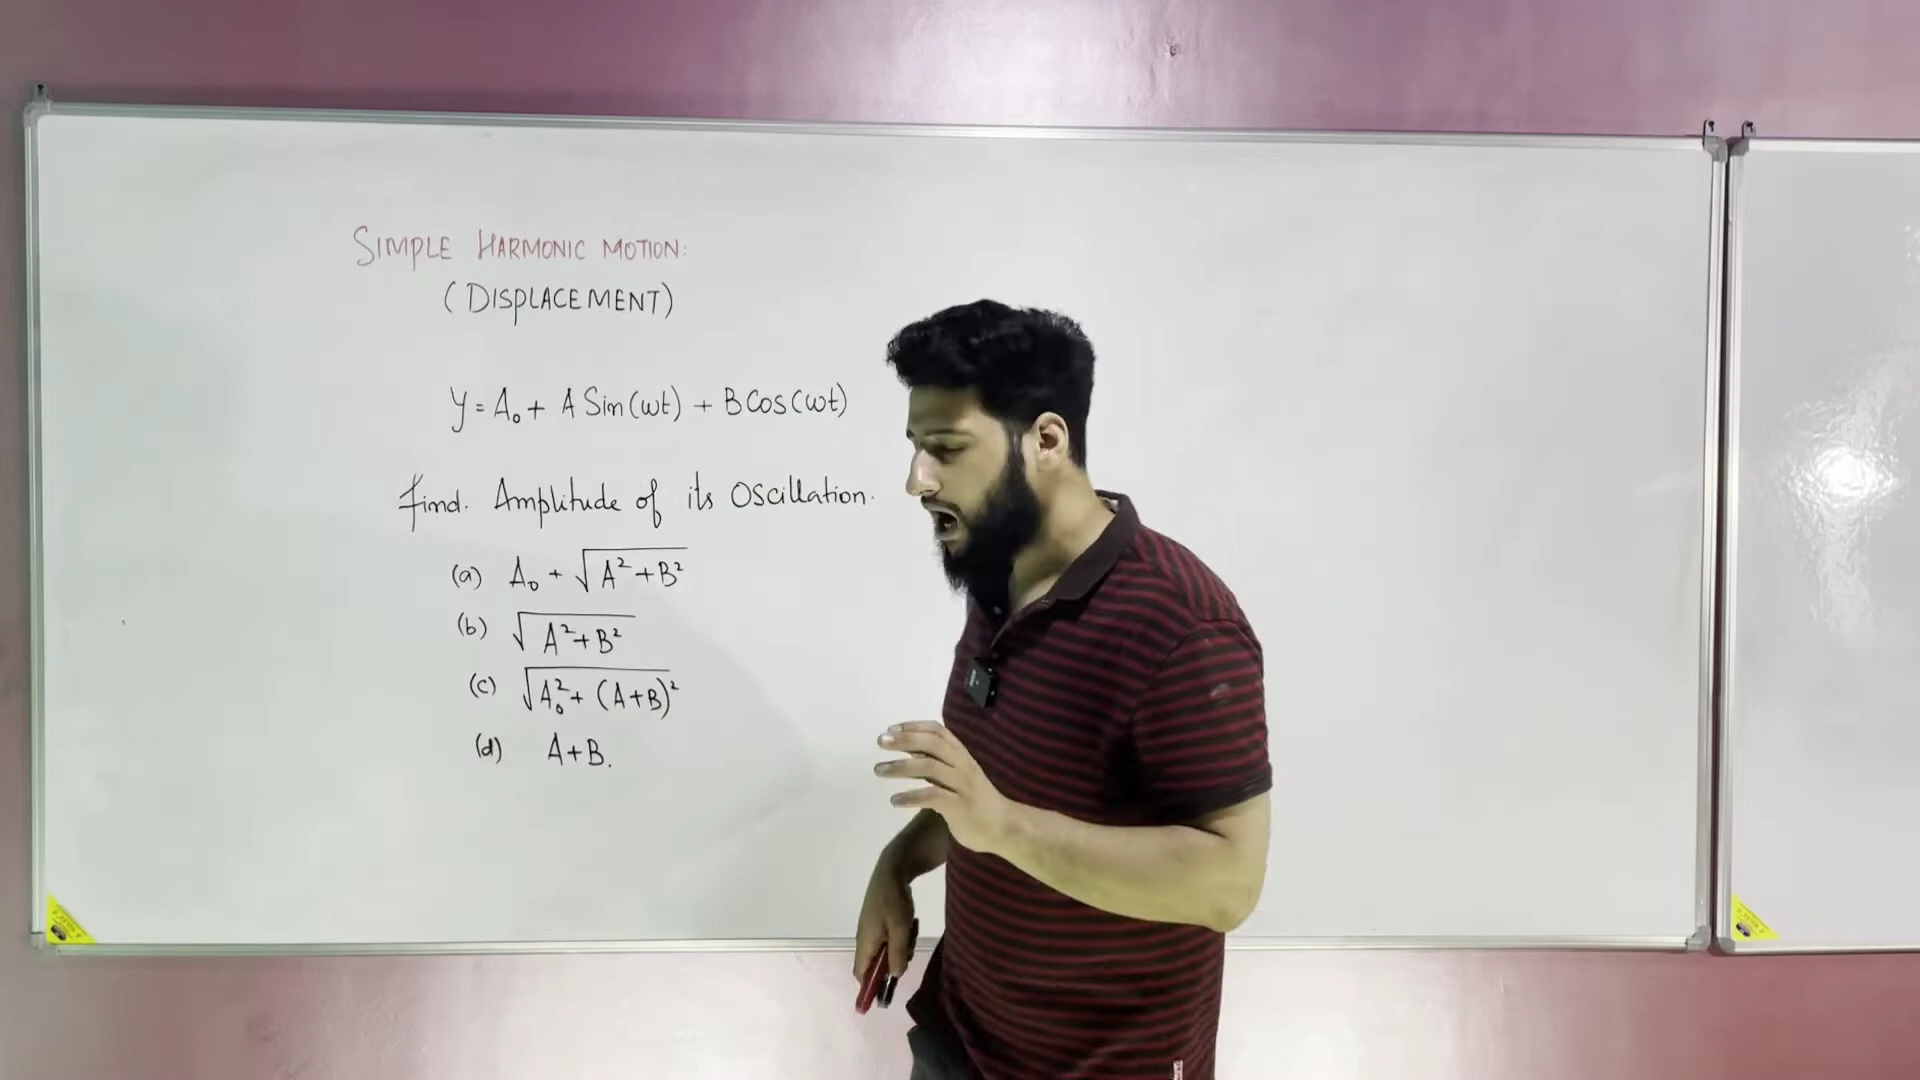 SIMPLE HARMONIC MOTION:
(DISPLACEMENT)
y = A₀ + A Sin(ωt) + B Cos(ωt)
find. Amplitude of its Oscillation.
(a) A₀ + √(A² + B²)
(b) √(A² + B²)
(c) √(A₀² + (A+B)²)
(d) A+B.